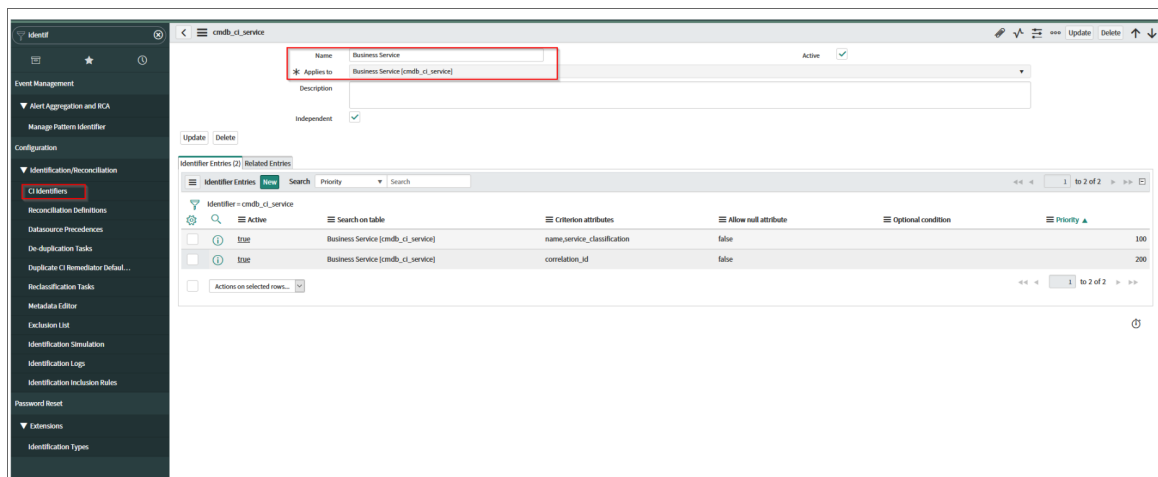 identif
cmdb_ci_service
Update Delete
Name Business Service
Active
Applies to Business Service [cmdb_ci_service]
Description
Independent
Update Delete
Event Management
Alert Aggregation and RCA
Manage Pattern Identifier
Configuration
Identification/Reconciliation
CI Identifiers
Reconciliation Definitions
Datasource Precedences
De-duplication Tasks
Duplicate CI Remediator Defaul...
Reclassification Tasks
Metadata Editor
Exclusion List
Identification Simulation
Identification Logs
Identification Inclusion Rules
Password Reset
Extensions
Identification Types
Identifier Entries (2) Related Entries
Identifier Entries New Search Priority Search
1 to 2 of 2
Identifier = cmdb_ci_service
Active Search on table Criterion attributes Allow null attribute Optional condition Priority
true Business Service [cmdb_ci_service] name,service_classification false 100
true Business Service [cmdb_ci_service] correlation_id false 200
Actions on selected rows...
1 to 2 of 2